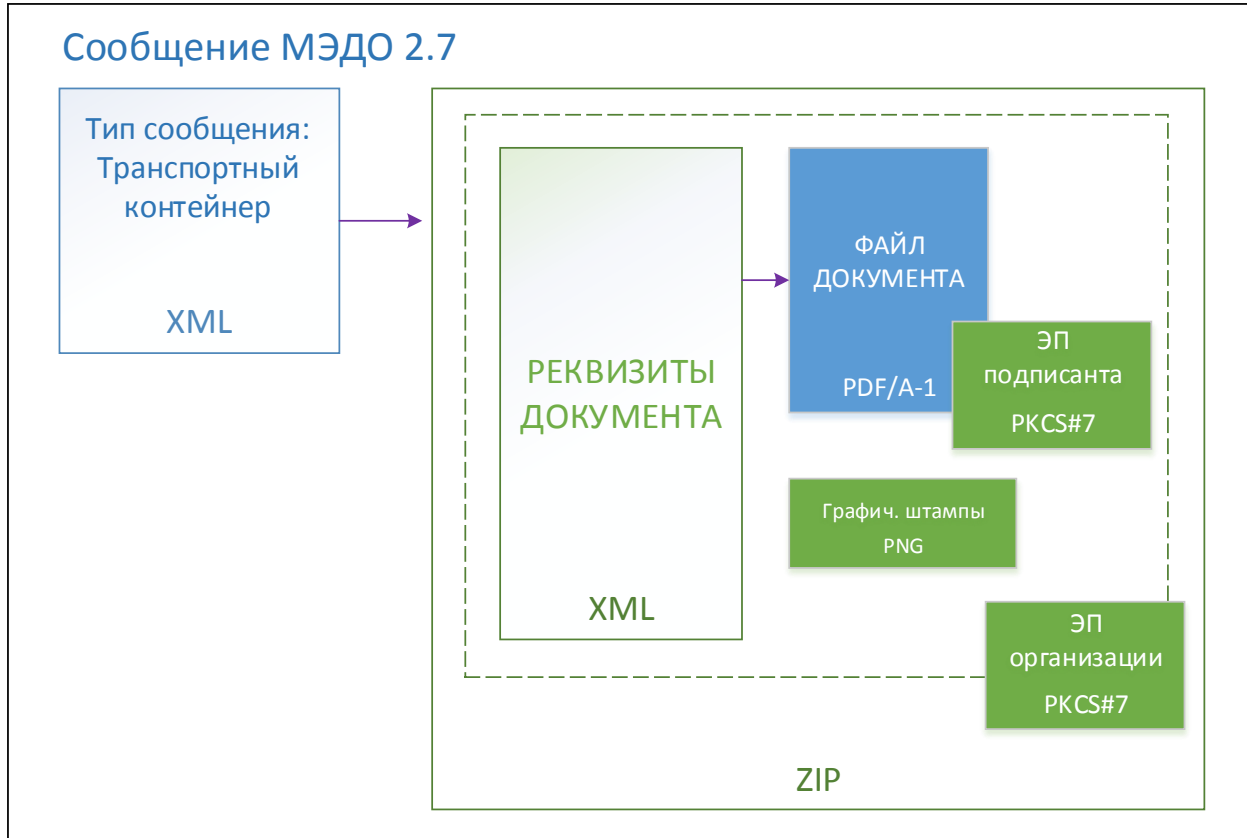 Сообщение МЭДО 2.7
Тип сообщения:
Транспортный
контейнер
XML
РЕКВИЗИТЫ
ДОКУМЕНТА
XML
ФАЙЛ
ДОКУМЕНТА
PDF/A-1
ЭП
подписанта
PKCS#7
Графич. штампы
PNG
ЭП
организации
PKCS#7
ZIP